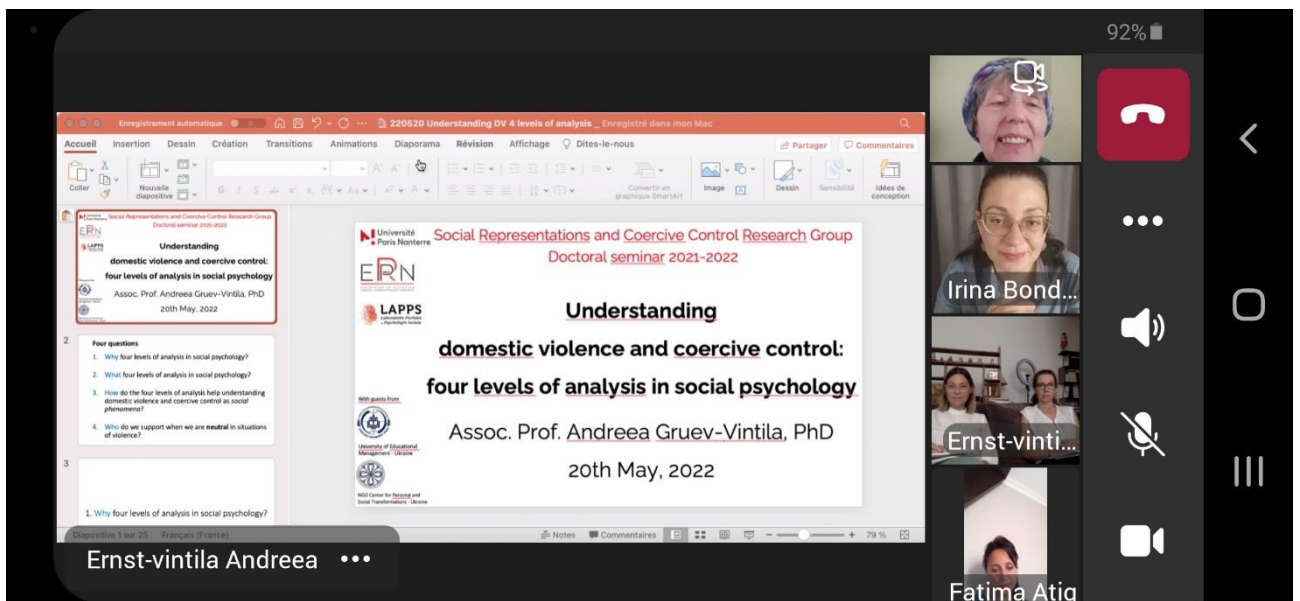 92%
Enregistrement automatique
220520 Understanding DV 4 levels of analysis _ Enregistré dans mon Mac
Accueil Insertion Dessin Création Transitions Animations Diaporama Révision Affichage Dites-le-nous
Partager Commentaires
Coller
Nouvelle
diapositive
G I S
Convertir en
graphique SmartArt
Image
Dessin
Sensibilité
Idées de
conception
Université
Paris Nanterre
Social Representations and Coercive Control Research Group
Doctoral seminar 2021-2022
ERN
LAPPS
Understanding
domestic violence and coercive control:
four levels of analysis in social psychology
Assoc. Prof. Andreea Gruev-Vintila, PhD
20th May, 2022
2
Four questions
1. Why four levels of analysis in social psychology?
2. What four levels of analysis in social psychology?
3. How do the four levels of analysis help understanding
domestic violence and coercive control as social
phenomena?
4. Who do we support when we are neutral in situations
of violence?
3
1. Why four levels of analysis in social psychology?
Université
Paris Nanterre
Social Representations and Coercive Control Research Group
Doctoral seminar 2021-2022
ERN
LAPPS
Understanding
domestic violence and coercive control:
four levels of analysis in social psychology
With guests from
University of Educational
Management - Ukraine
NGO Center for Personal and
Social Transformations - Ukraine
Assoc. Prof. Andreea Gruev-Vintila, PhD
20th May, 2022
Diapositive 1 sur 25 Français (France)
Notes Commentaires 79 %
Ernst-vintila Andreea
Irina Bond...
Ernst-vinti...
Fatima Atig